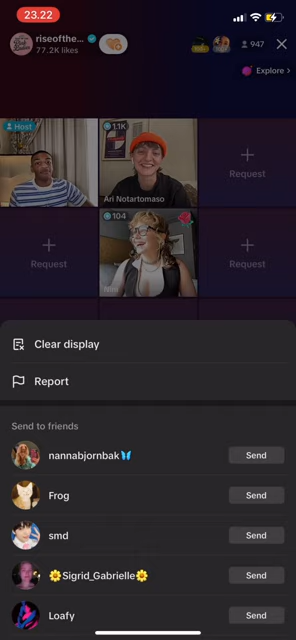 23.22
riseofthe...
77.2K likes
947
Explore >
Host
1.1K
Ari Notartomaso
Request
104
Request
Request
Clear display
Report
Send to friends
nannabjornbak🦋
Send
Frog
Send
smd
Send
🌼Sigrid_Gabrielle🌼
Send
Loafy
Send